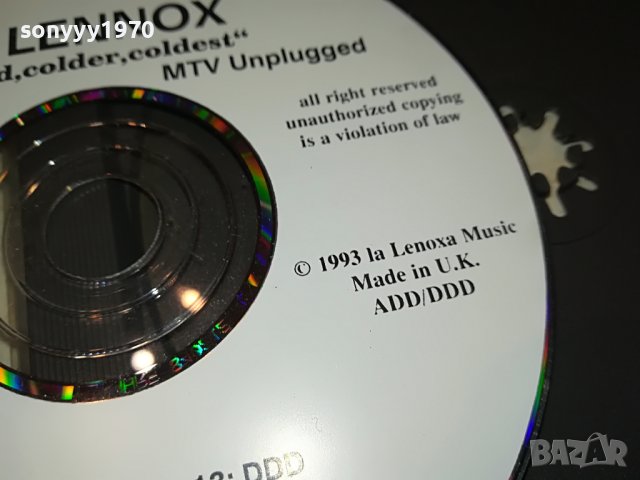 sonyyy1970
LENNOX
d,colder,coldest“
MTV Unplugged
all right reserved
unauthorized copying
is a violation of law
© 1993 la Lenoxa Music
Made in U.K.
ADD/DDD
DDD
BAZAR
bg